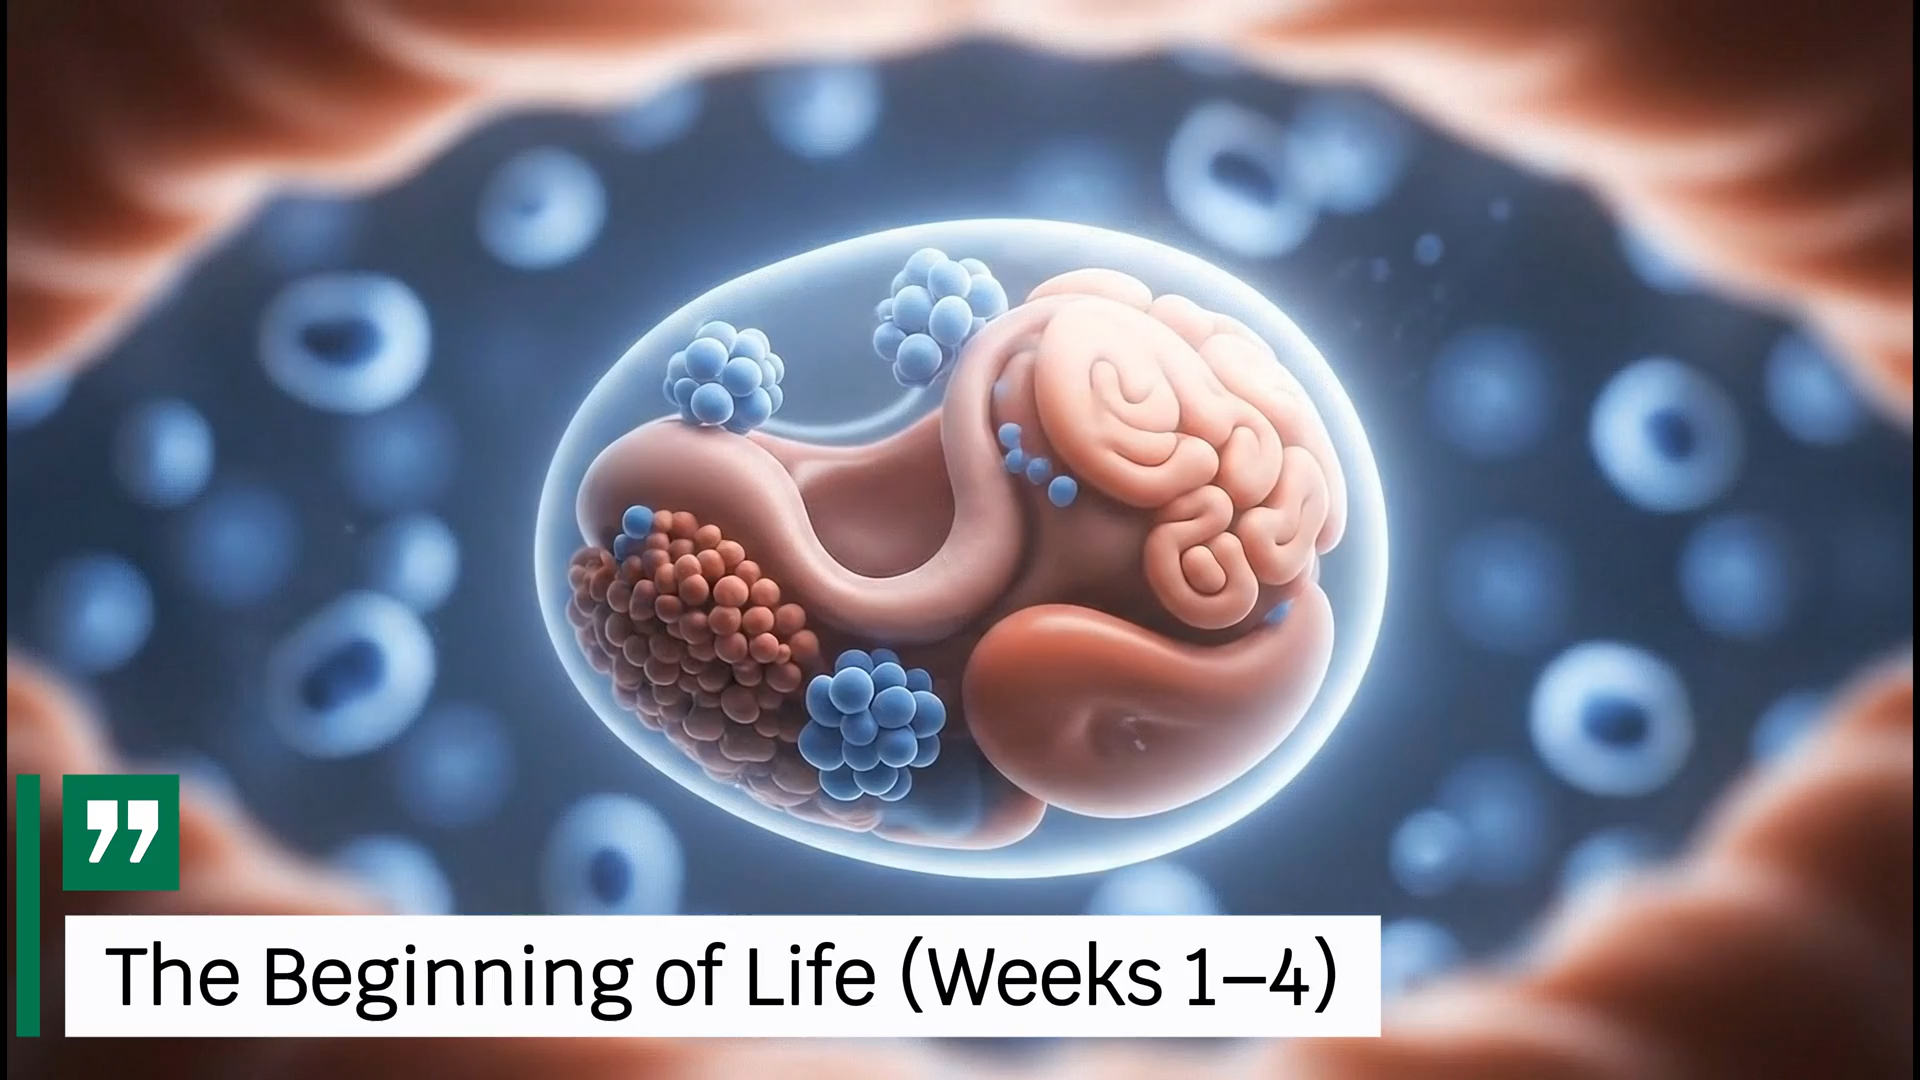 ”
The Beginning of Life (Weeks 1–4)